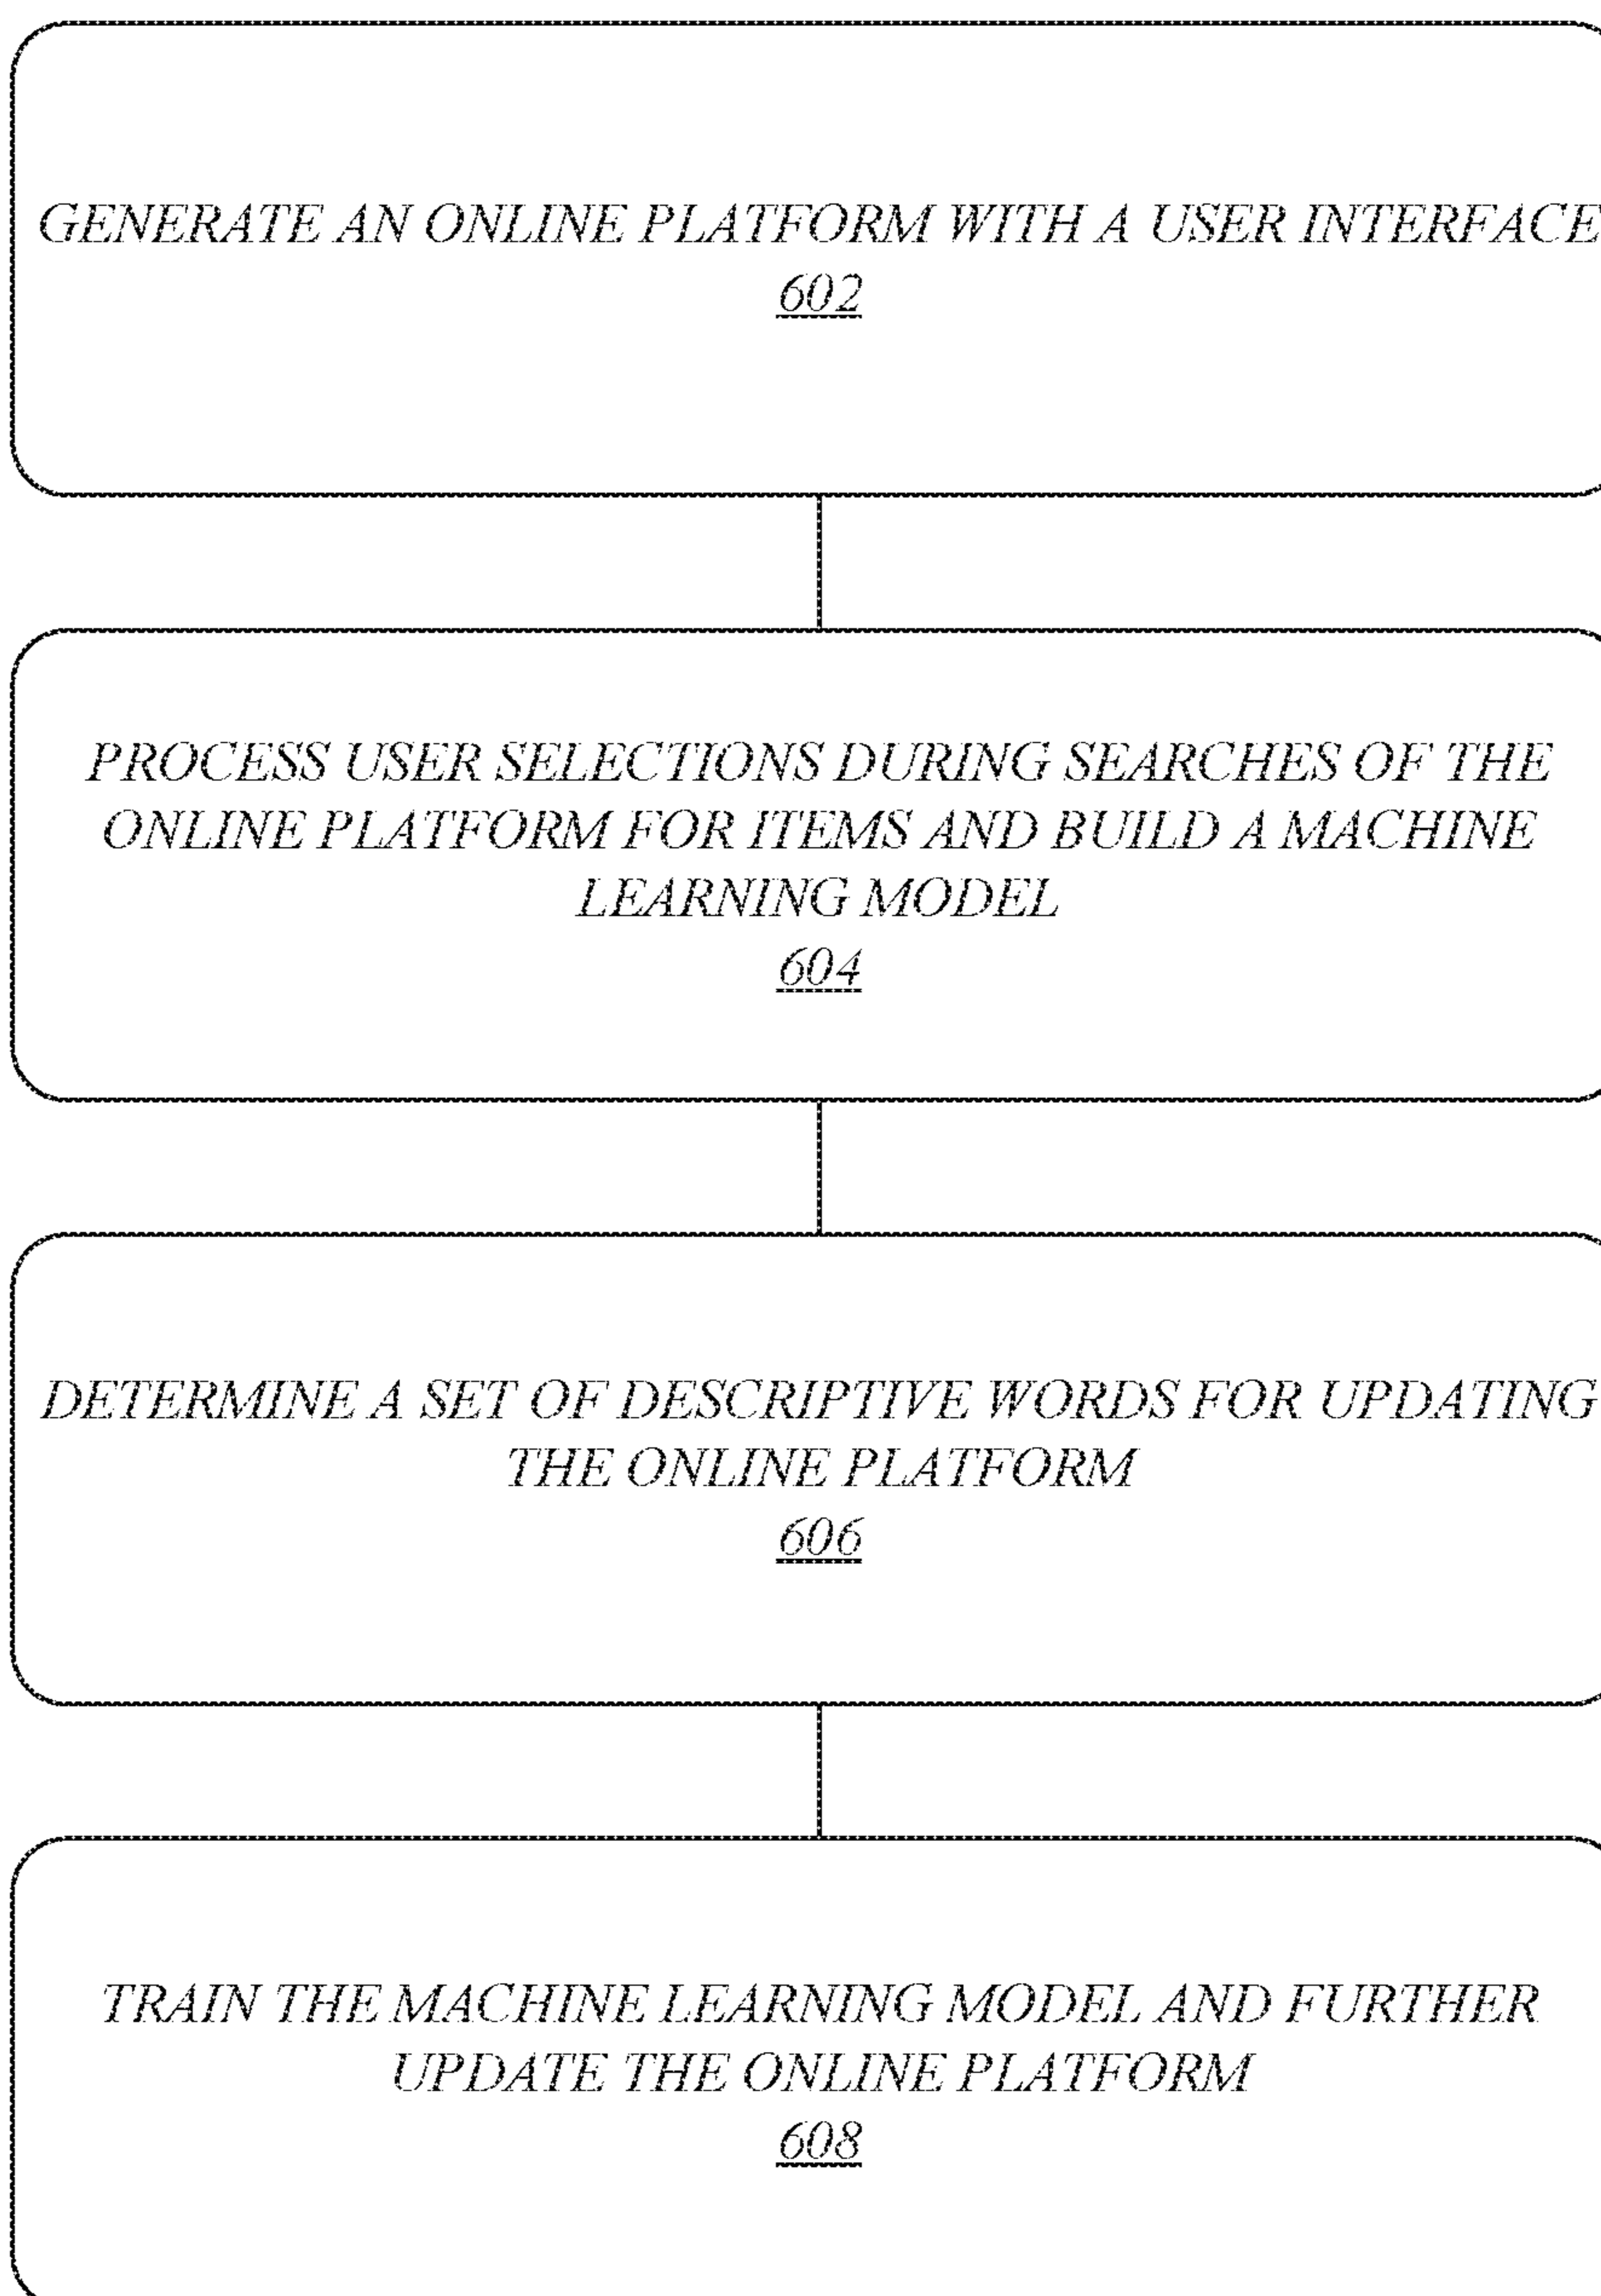 GENERATE AN ONLINE PLATFORM WITH A USER INTERFACE
602
PROCESS USER SELECTIONS DURING SEARCHES OF THE
ONLINE PLATFORM FOR ITEMS AND BUILD A MACHINE
LEARNING MODEL
604
DETERMINE A SET OF DESCRIPTIVE WORDS FOR UPDATING
THE ONLINE PLATFORM
606
TRAIN THE MACHINE LEARNING MODEL AND FURTHER
UPDATE THE ONLINE PLATFORM
608